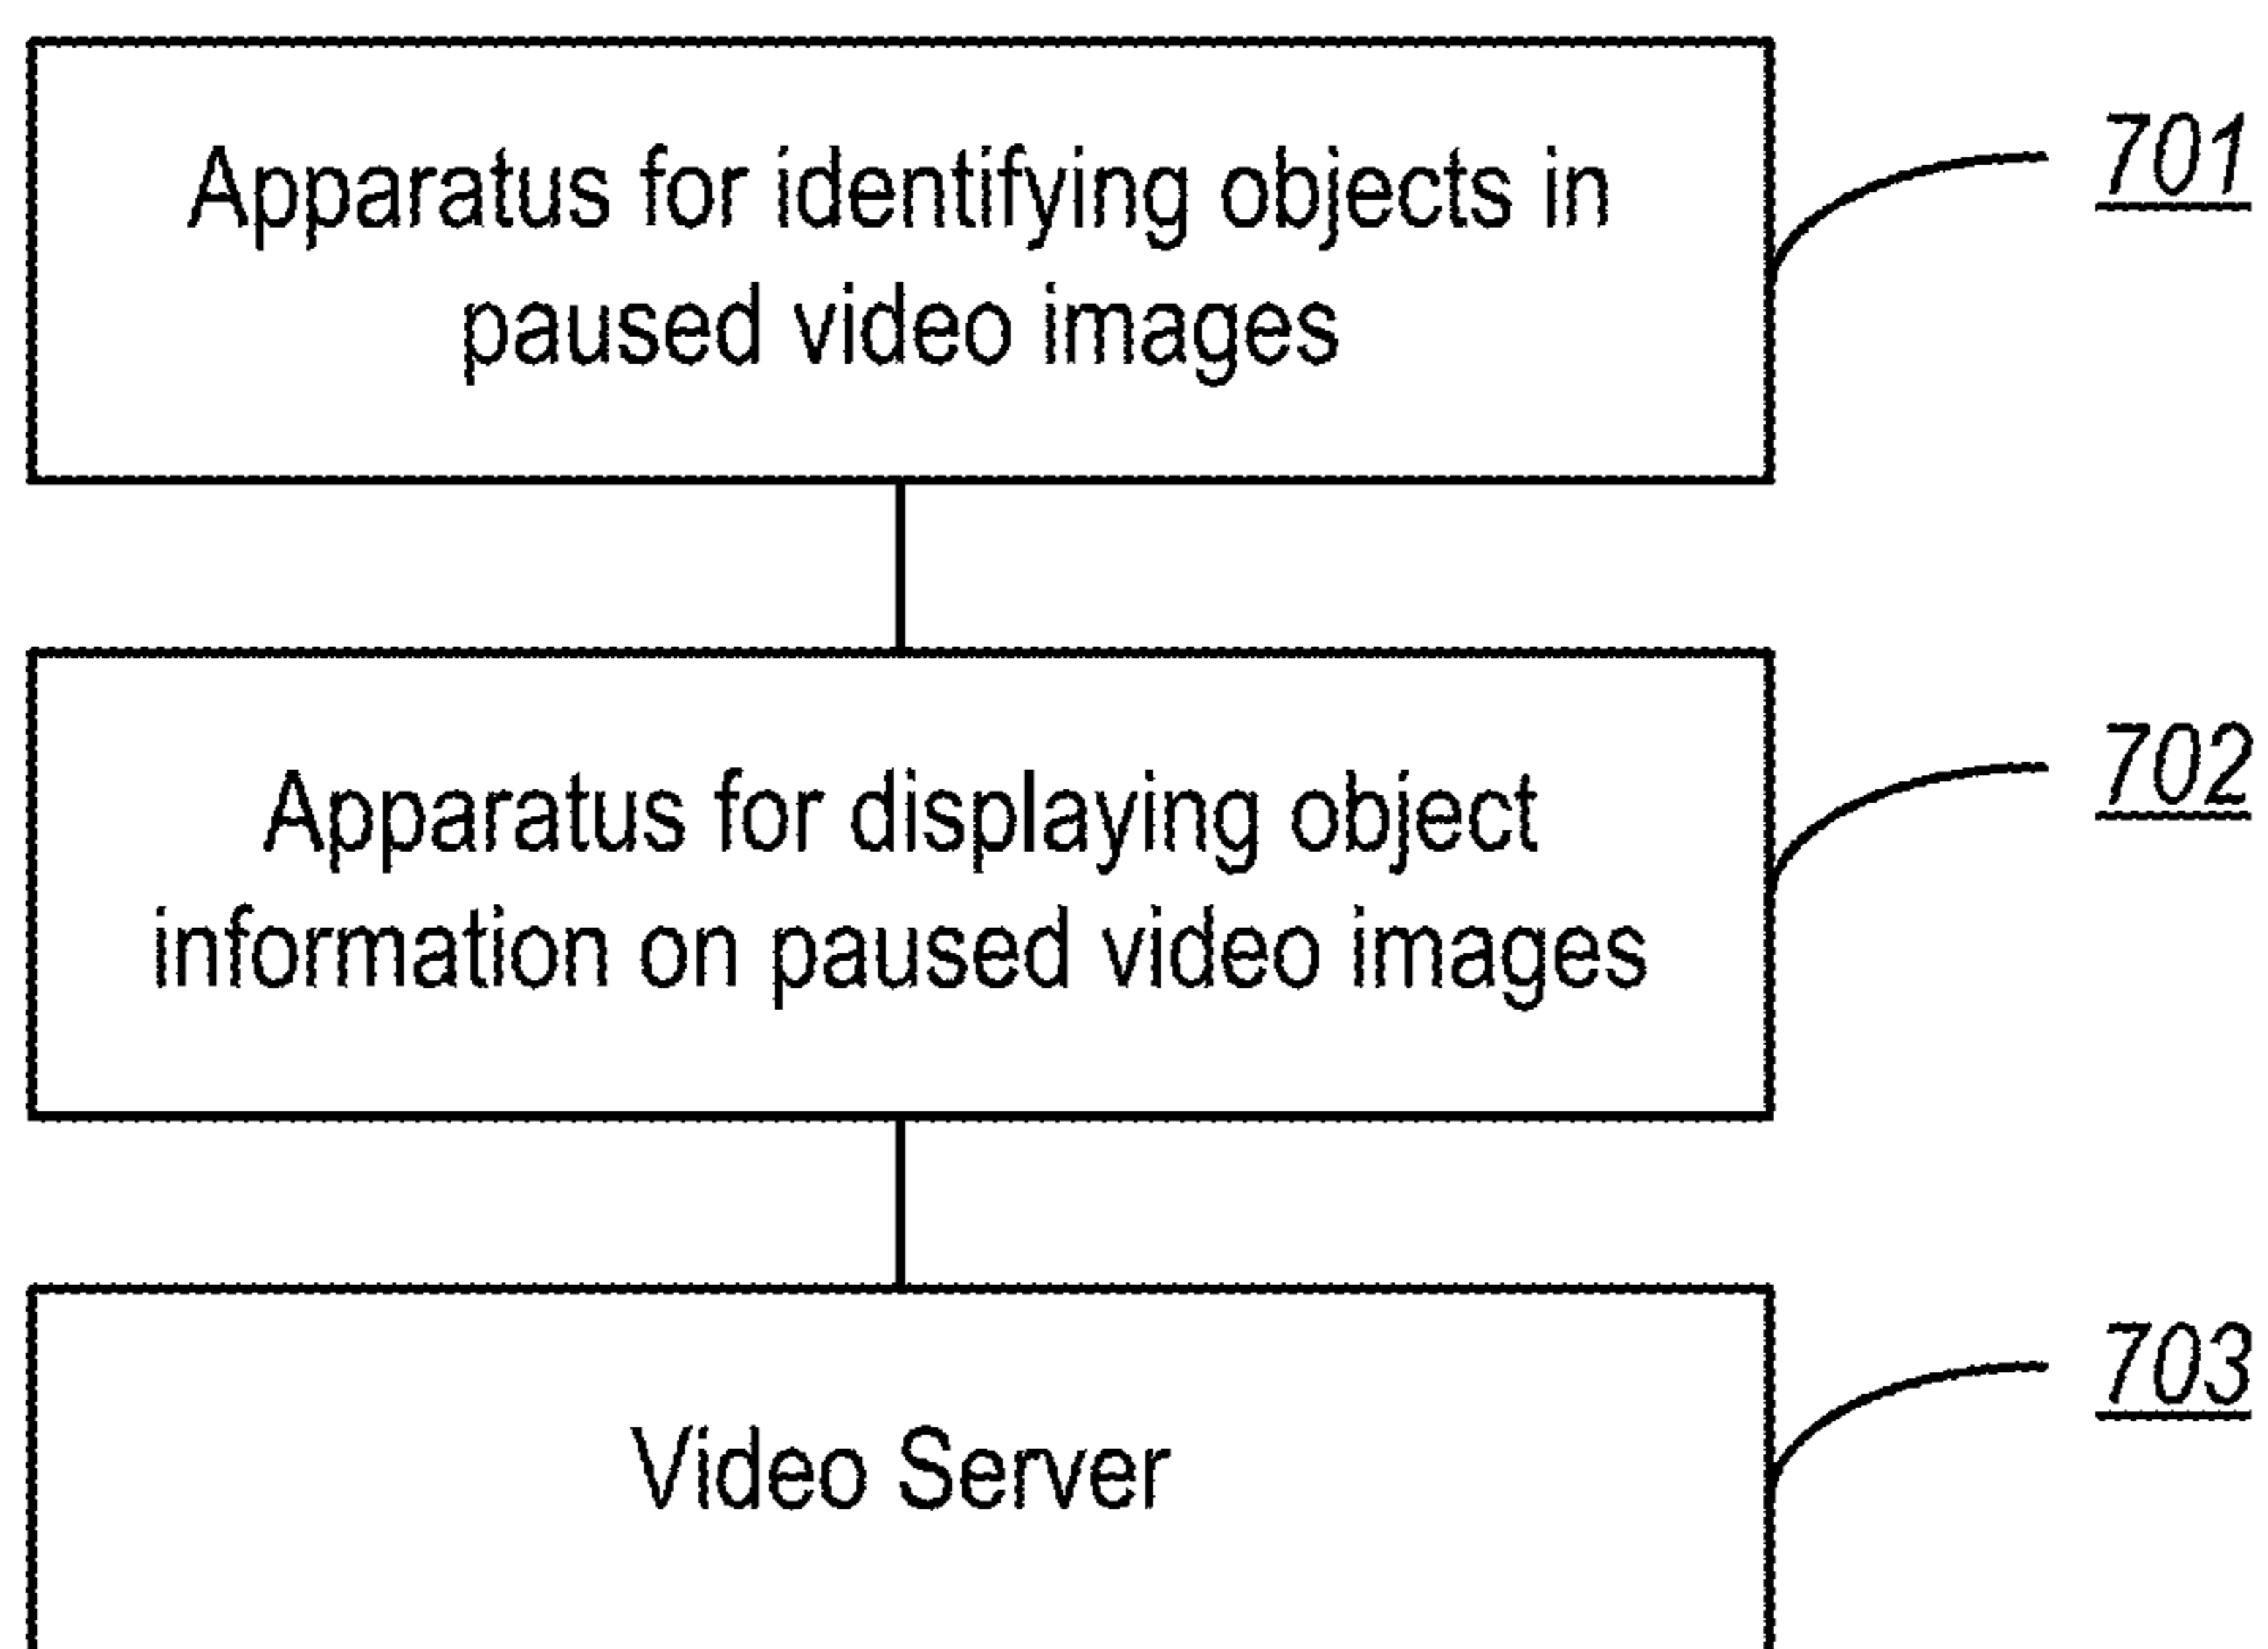 Apparatus for identifying objects in
paused video images
701
Apparatus for displaying object
information on paused video images
702
Video Server
703